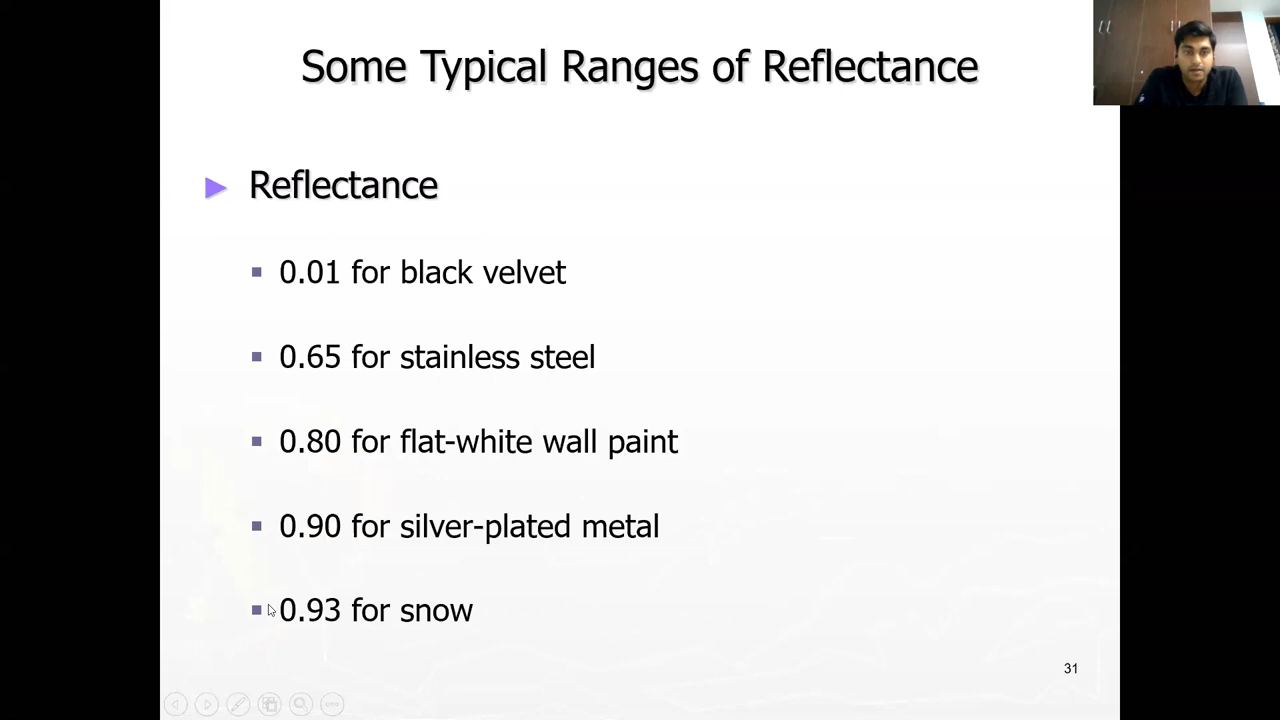 Some Typical Ranges of Reflectance
Reflectance
0.01 for black velvet
0.65 for stainless steel
0.80 for flat-white wall paint
0.90 for silver-plated metal
0.93 for snow
31